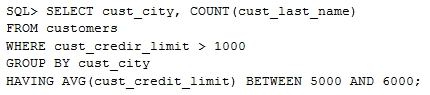 SQL> SELECT cust_city, COUNT(cust_last_name)
FROM customers
WHERE cust_credir_limit > 1000
GROUP BY cust_city
HAVING AVG(cust_credit_limit) BETWEEN 5000 AND 6000;